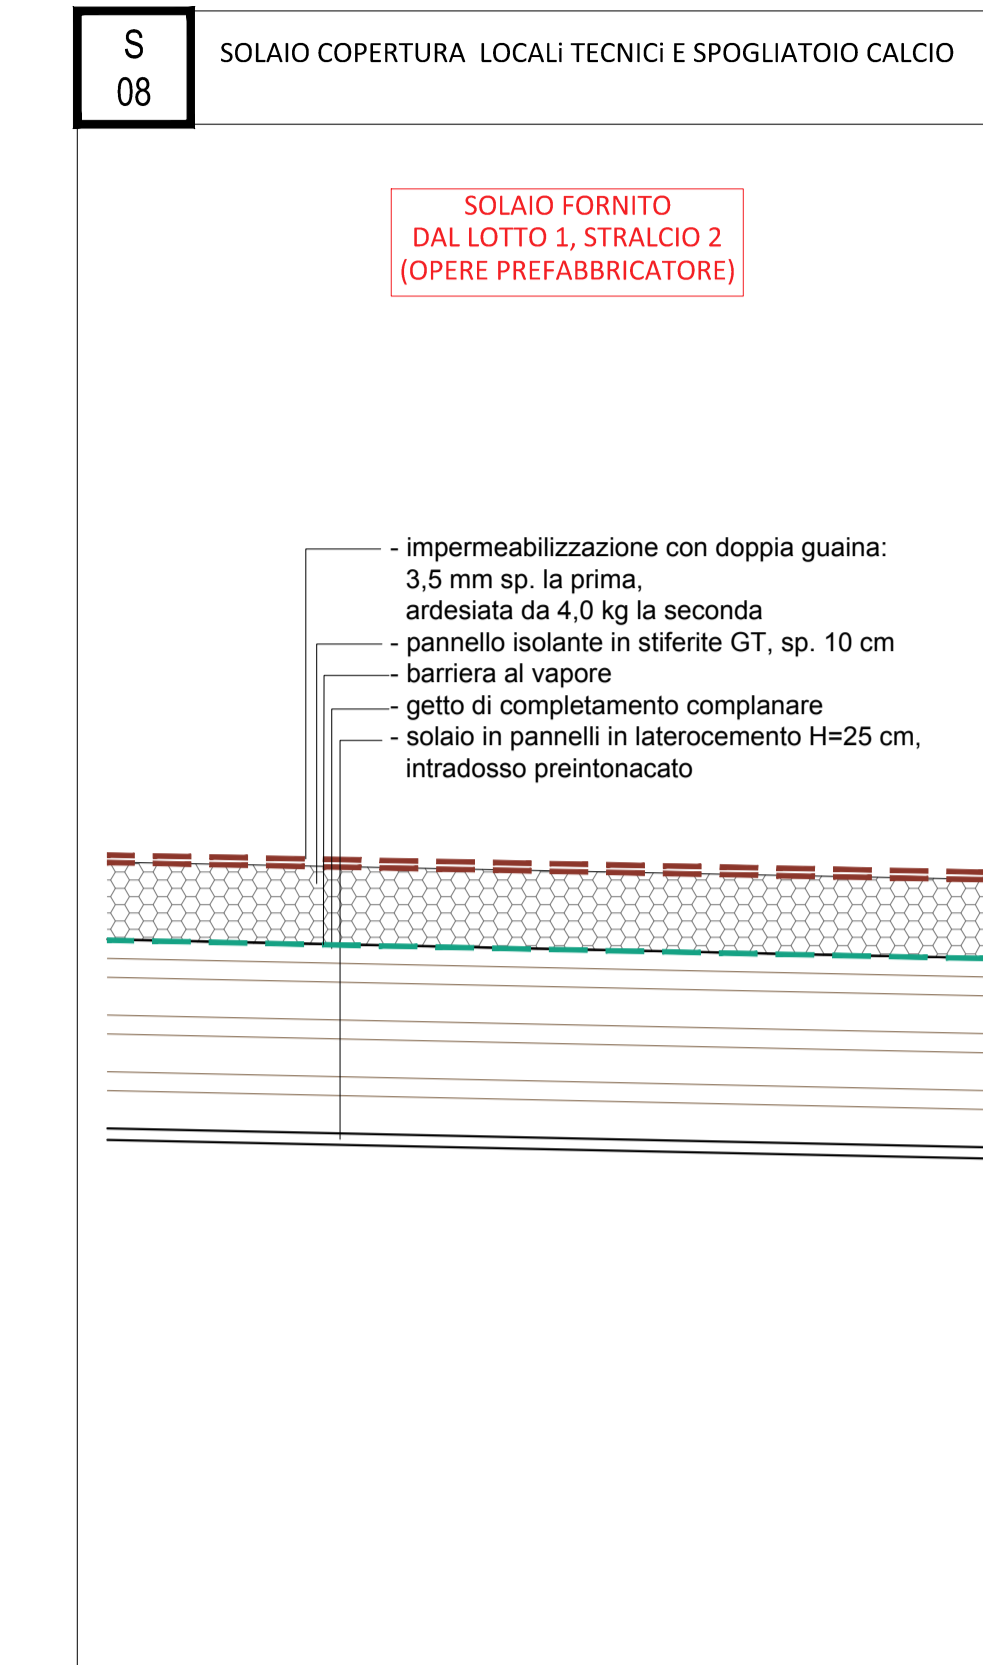 S
08
SOLAIO COPERTURA LOCALi TECNICi E SPOGLIATOIO CALCIO
SOLAIO FORNITO
DAL LOTTO 1, STRALCIO 2
(OPERE PREFABBRICATORE)
- impermeabilizzazione con doppia guaina:
3,5 mm sp. la prima,
ardesiata da 4,0 kg la seconda
- pannello isolante in stiferite GT, sp. 10 cm
- barriera al vapore
- getto di completamento complanare
- solaio in pannelli in laterocemento H=25 cm,
intradosso preintonacato